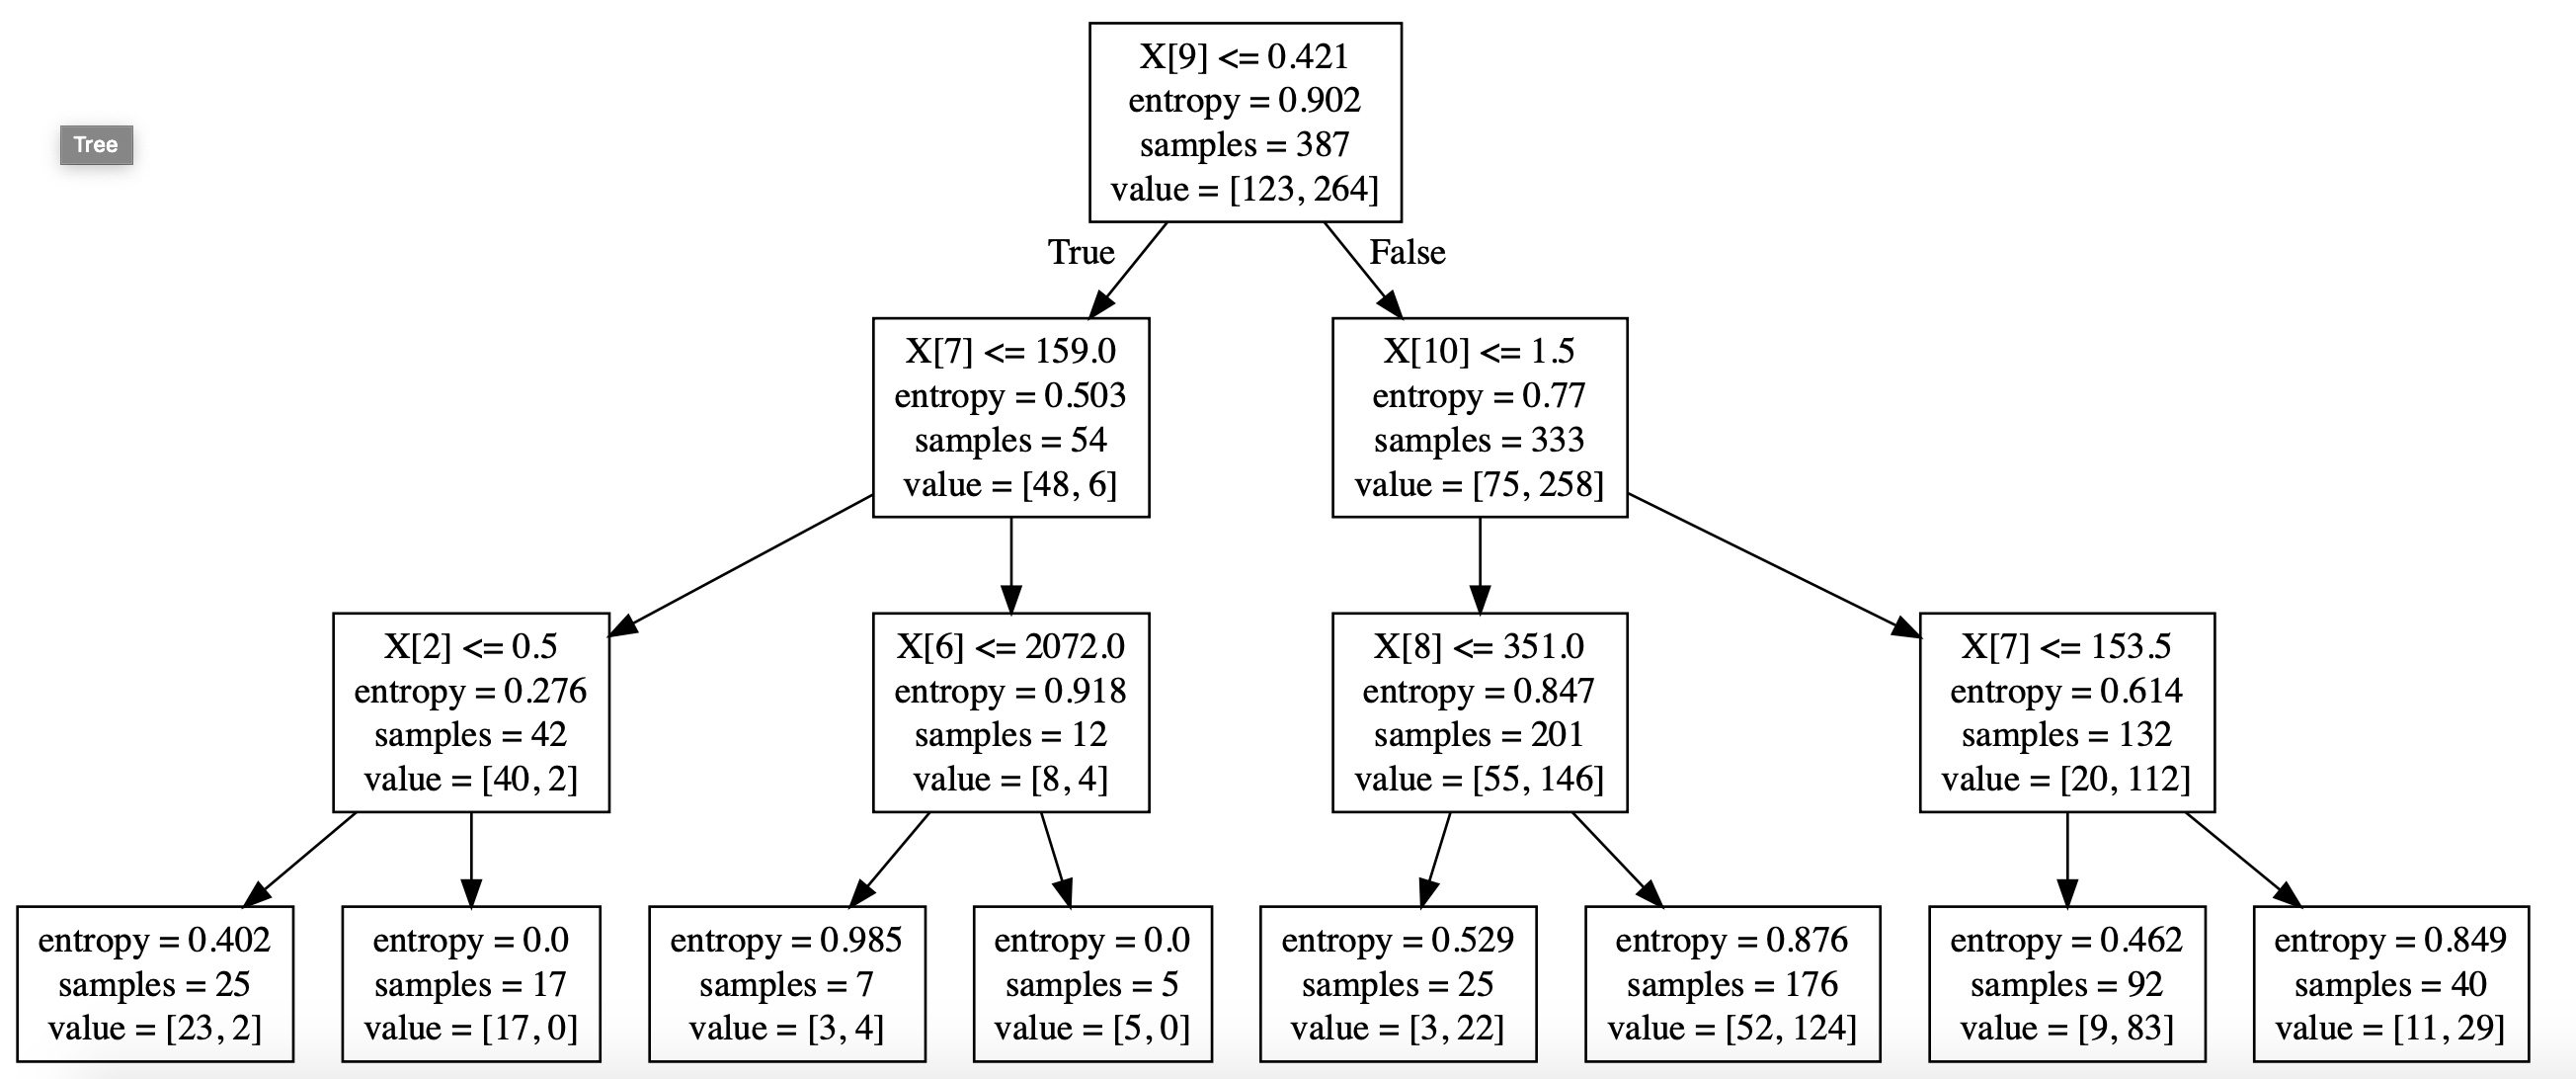 X[9] <= 0.421
entropy = 0.902
samples = 387
value = [123, 264]
Tree
True
False
X[7] <= 159.0
entropy = 0.503
samples = 54
value = [48, 6]
X[10] <= 1.5
entropy = 0.77
samples = 333
value = [75, 258]
X[2] <= 0.5
entropy = 0.276
samples = 42
value = [40, 2]
X[6] <= 2072.0
entropy = 0.918
samples = 12
value = [8, 4]
X[8] <= 351.0
entropy = 0.847
samples = 201
value = [55, 146]
X[7] <= 153.5
entropy = 0.614
samples = 132
value = [20, 112]
entropy = 0.402
samples = 25
value = [23, 2]
entropy = 0.0
samples = 17
value = [17, 0]
entropy = 0.985
samples = 7
value = [3, 4]
entropy = 0.0
samples = 5
value = [5, 0]
entropy = 0.529
samples = 25
value = [3, 22]
entropy = 0.876
samples = 176
value = [52, 124]
entropy = 0.462
samples = 92
value = [9, 83]
entropy = 0.849
samples = 40
value = [11, 29]